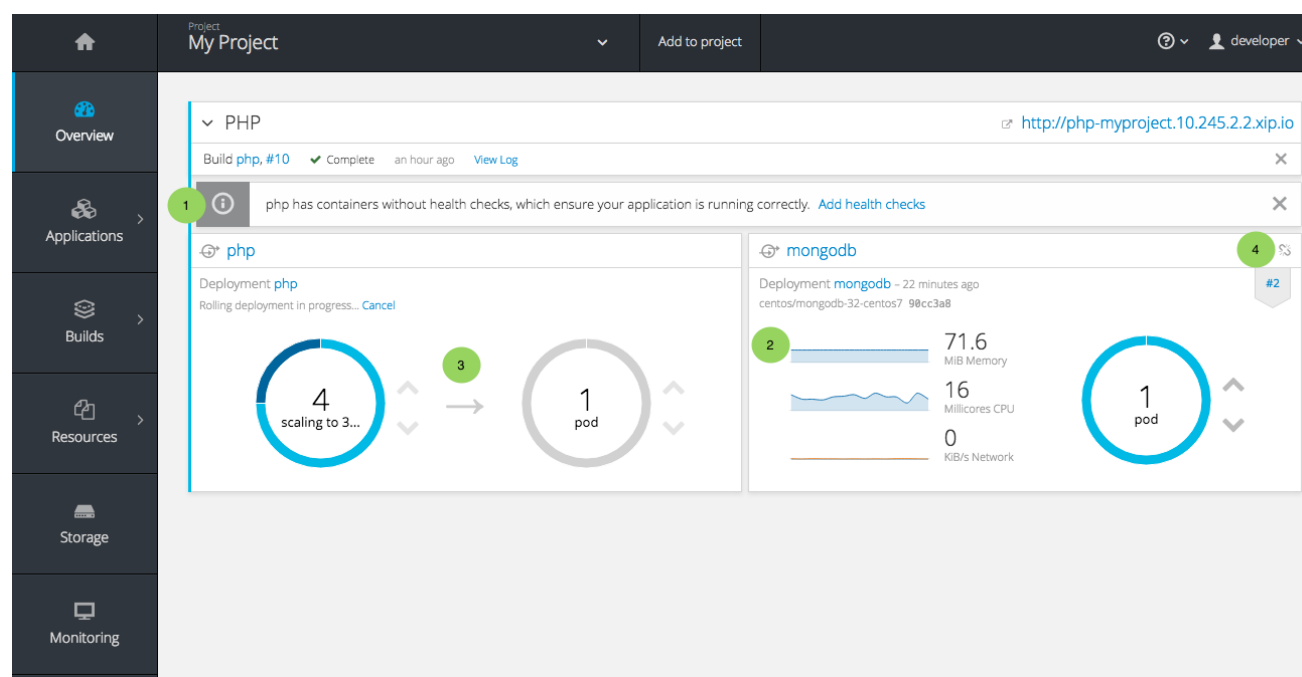 Project
My Project
Add to project
developer
Overview
PHP
http://php-myproject.10.245.2.2.xip.io
Build php, #10 Complete an hour ago View Log
1
php has containers without health checks, which ensure your application is running correctly. Add health checks
Applications
php
mongodb
4
Deployment php
Rolling deployment in progress... Cancel
Deployment mongodb – 22 minutes ago
#2
centos/mongodb-32-centos7 90cc3a8
Builds
4
scaling to 3...
3
1
pod
2
71.6
MiB Memory
16
Millicores CPU
0
KiB/s Network
1
pod
Resources
Storage
Monitoring